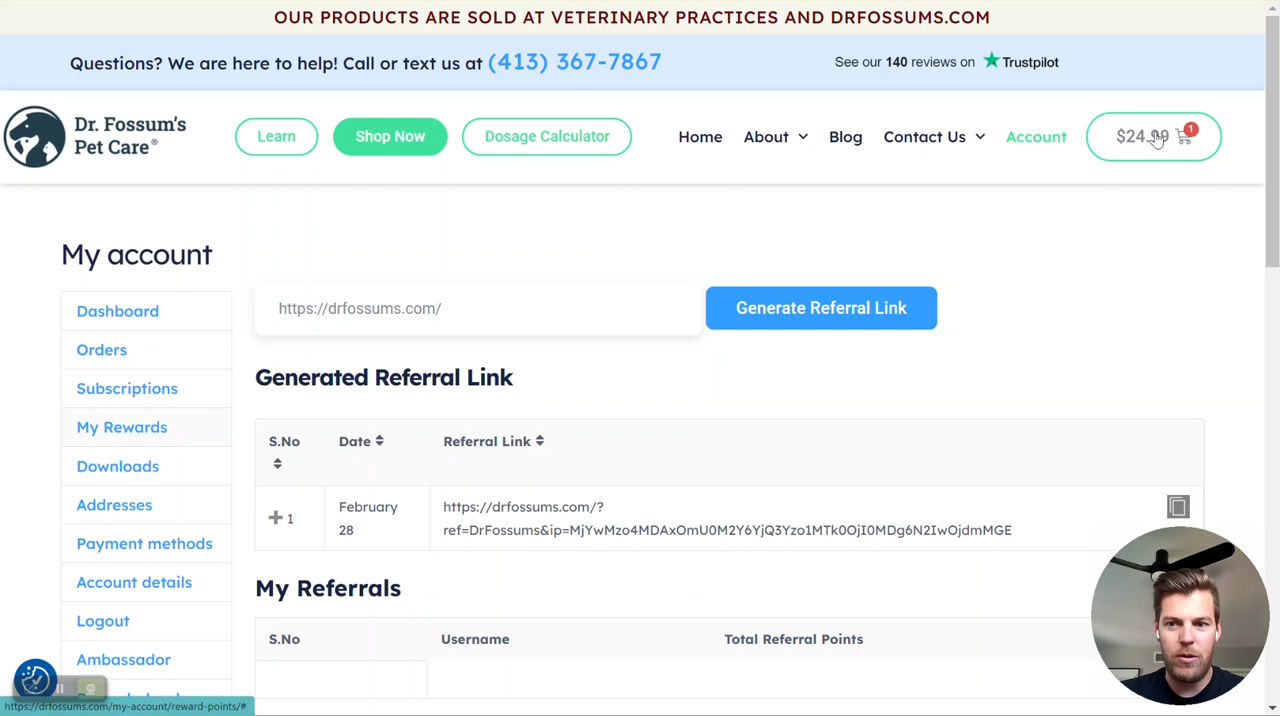 OUR PRODUCTS ARE SOLD AT VETERINARY PRACTICES AND DRFOSSUMS.COM
Questions? We are here to help! Call or text us at (413) 367-7867
See our 140 reviews on Trustpilot
Dr. Fossum's
Pet Care®
Learn
Shop Now
Dosage Calculator
Home
About
Blog
Contact Us
Account
$24.99
1
My account
Dashboard
Orders
Subscriptions
My Rewards
Downloads
Addresses
Payment methods
Account details
Logout
Ambassador
https://drfossums.com/
Generate Referral Link
Generated Referral Link
S.No
Date
Referral Link
1
February
28
https://drfossums.com/?
ref=DrFossums&ip=MjYwMzo4MDAxOmU0M2Y6YjQ3Yzo1MTk0OjI0MDg6N2IwOjdmMGE
My Referrals
S.No
Username
Total Referral Points
https://drfossums.com/my-account/reward-points/#